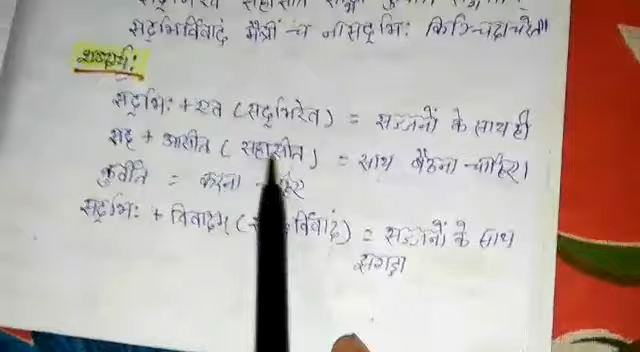 सद्भिर्विवादं मैत्रीं च नासद्भिः किञ्चिदाचरेत॥
शब्दार्थ:
सद्भिः + एव (सद्भिरेव) = सज्जनों के साथ ही
सह + आसीत (सहासीत) = साथ बैठना चाहिए।
कुर्वीत = करना चाहिए
सद्भिः + विवादम् ( र्विवादं) = सज्जनों के साथ
झगड़ा